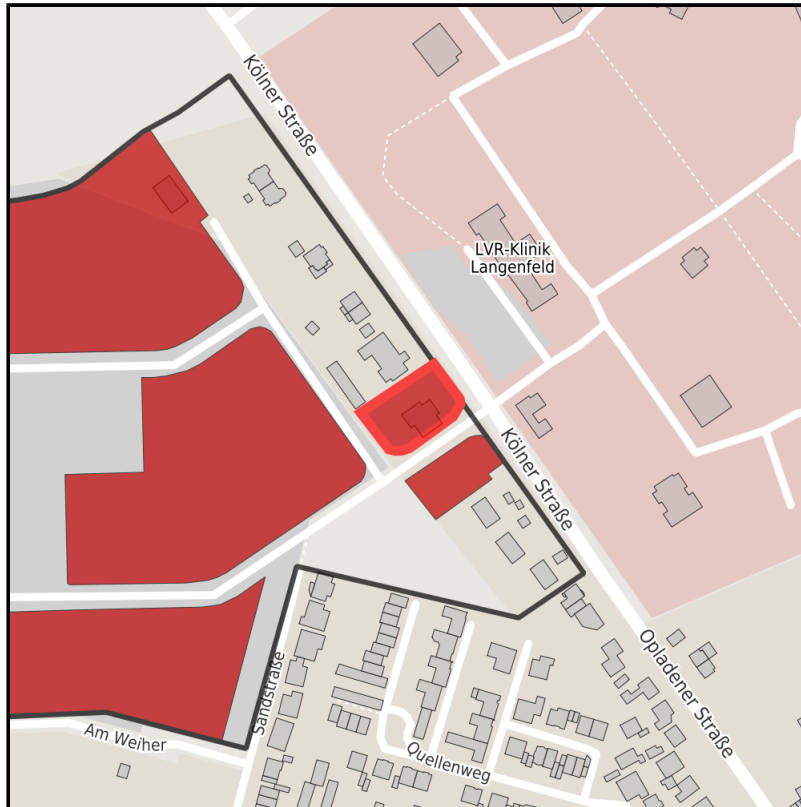 Kölner Straße
LVR-Klinik
Langenfeld
Kölner Straße
Opladener Straße
Sandstraße
Am Weiher
Quellenweg